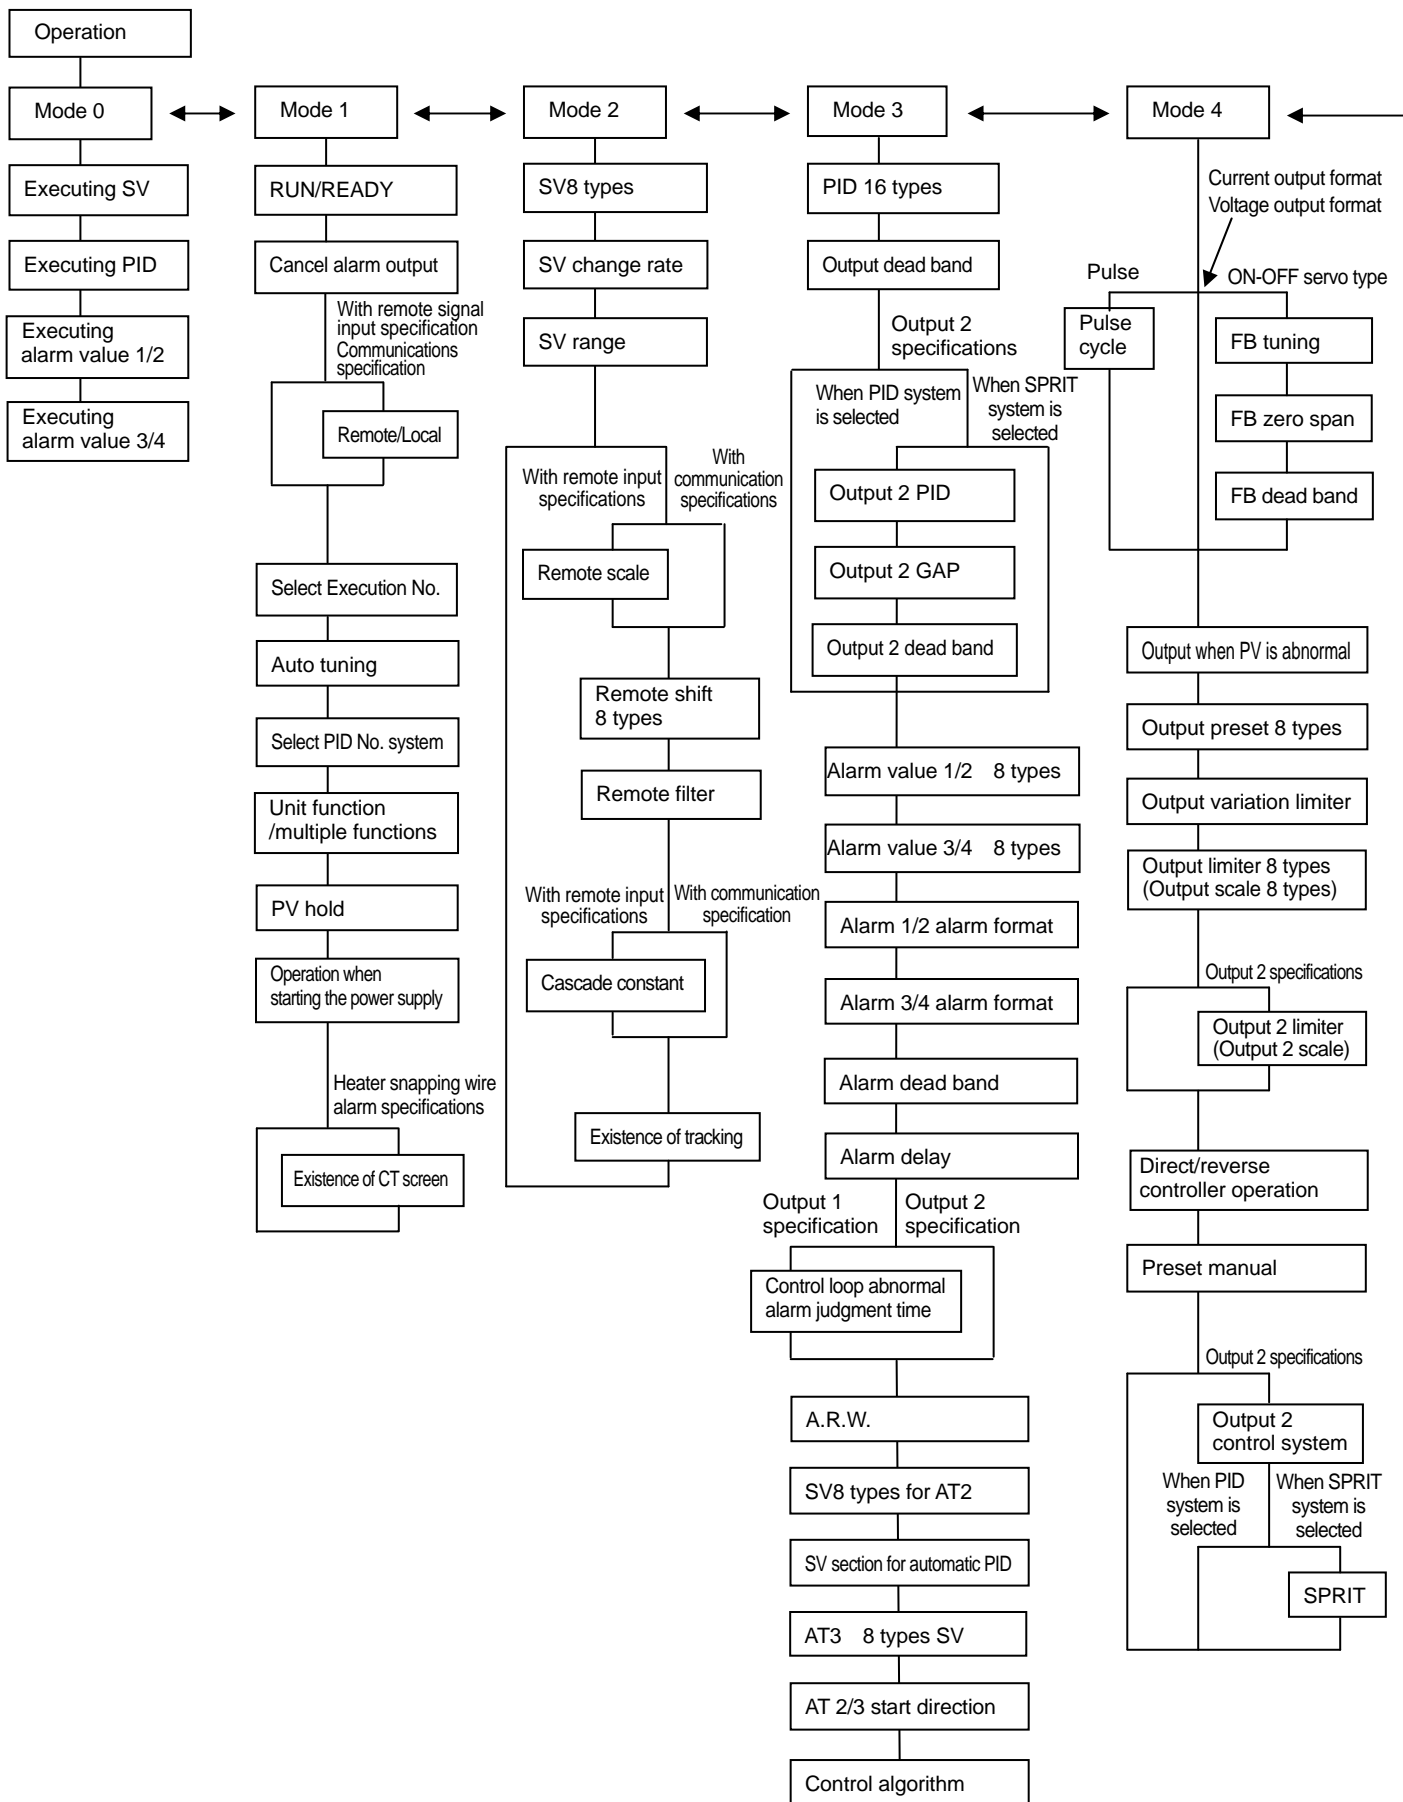 Operation
Mode 0
Executing SV
Executing PID
Executing
alarm value 1/2
Executing
alarm value 3/4
Mode 1
RUN/READY
Cancel alarm output
With remote signal
input specification
Communications
specification
Remote/Local
Select Execution No.
Auto tuning
Select PID No. system
Unit function
/multiple functions
PV hold
Operation when
starting the power supply
Heater snapping wire
alarm specifications
Existence of CT screen
Mode 2
SV8 types
SV change rate
SV range
With remote input
specifications
With
communication
specifications
Remote scale
Remote shift
8 types
Remote filter
With remote input
specifications
With communication
specification
Cascade constant
Existence of tracking
Mode 3
PID 16 types
Output dead band
Output 2
specifications
When PID system
is selected
When SPRIT
system is
selected
Output 2 PID
Output 2 GAP
Output 2 dead band
Alarm value 1/2 8 types
Alarm value 3/4 8 types
Alarm 1/2 alarm format
Alarm 3/4 alarm format
Alarm dead band
Alarm delay
Output 1
specification
Output 2
specification
Control loop abnormal
alarm judgment time
A.R.W.
SV8 types for AT2
SV section for automatic PID
AT3 8 types SV
AT 2/3 start direction
Control algorithm
Mode 4
Current output format
Voltage output format
Pulse
ON-OFF servo type
Pulse
cycle
FB tuning
FB zero span
FB dead band
Output when PV is abnormal
Output preset 8 types
Output variation limiter
Output limiter 8 types
(Output scale 8 types)
Output 2 specifications
Output 2 limiter
(Output 2 scale)
Direct/reverse
controller operation
Preset manual
Output 2 specifications
Output 2
control system
When PID
system is
selected
When SPRIT
system is
selected
SPRIT